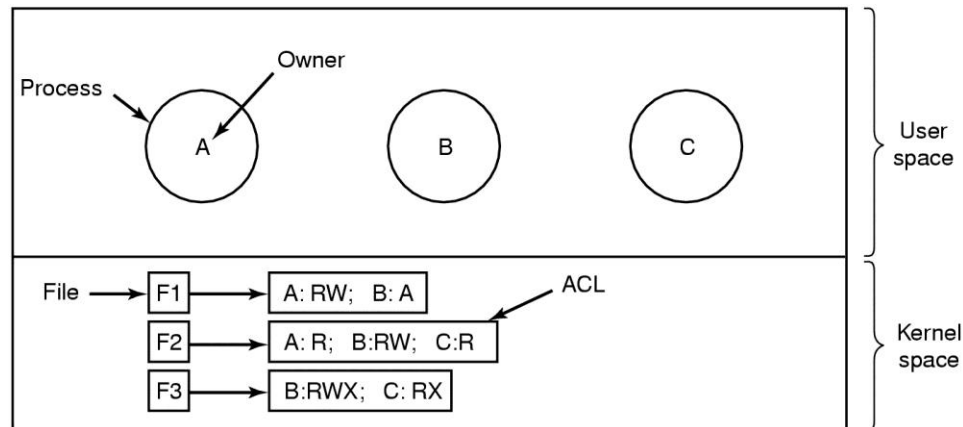 Owner
Process
A
B
C
User
space
File
F1
A: RW; B: A
ACL
F2
A: R; B:RW; C:R
F3
B:RWX; C: RX
Kernel
space